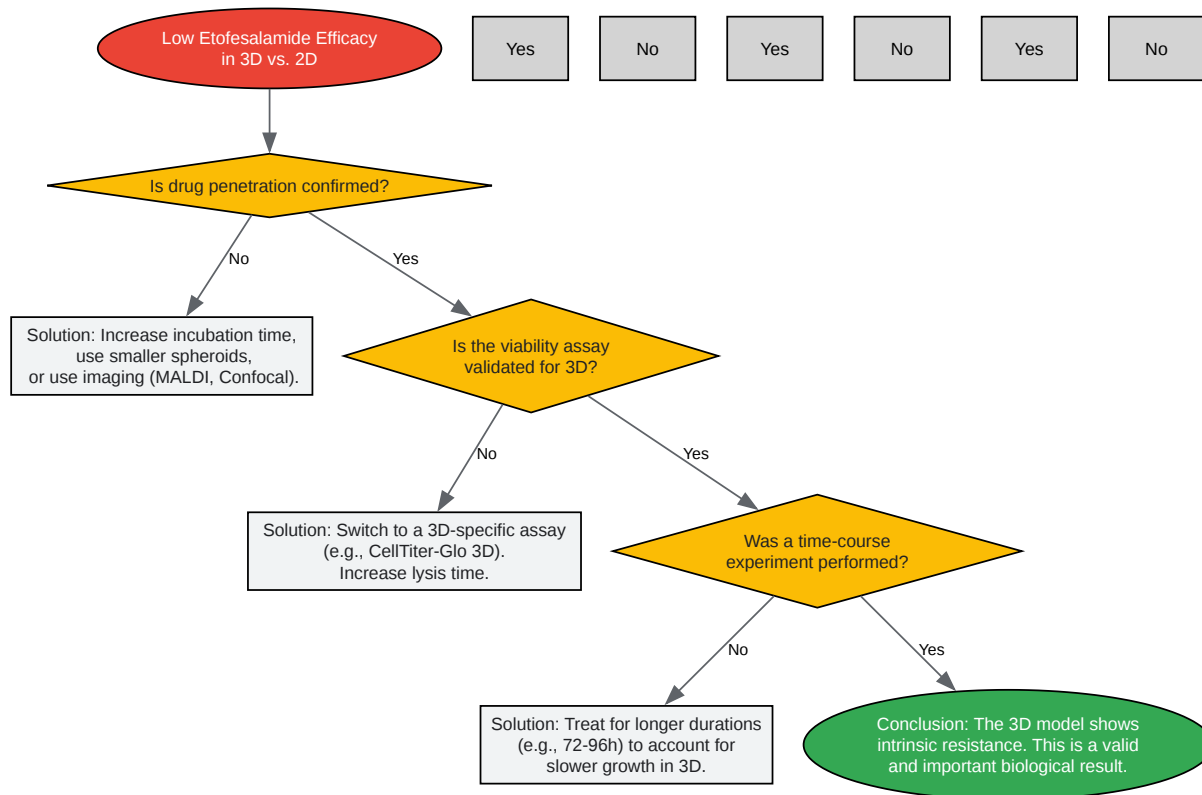 Low Etofesalamide Efficacy
in 3D vs. 2D
Yes
No
Yes
No
Yes
No
Is drug penetration confirmed?
No
Yes
Solution: Increase incubation time,
use smaller spheroids,
or use imaging (MALDI, Confocal).
Is the viability assay
validated for 3D?
No
Yes
Solution: Switch to a 3D-specific assay
(e.g., CellTiter-Glo 3D).
Increase lysis time.
Was a time-course
experiment performed?
No
Yes
Solution: Treat for longer durations
(e.g., 72-96h) to account for
slower growth in 3D.
Conclusion: The 3D model shows
intrinsic resistance. This is a valid
and important biological result.